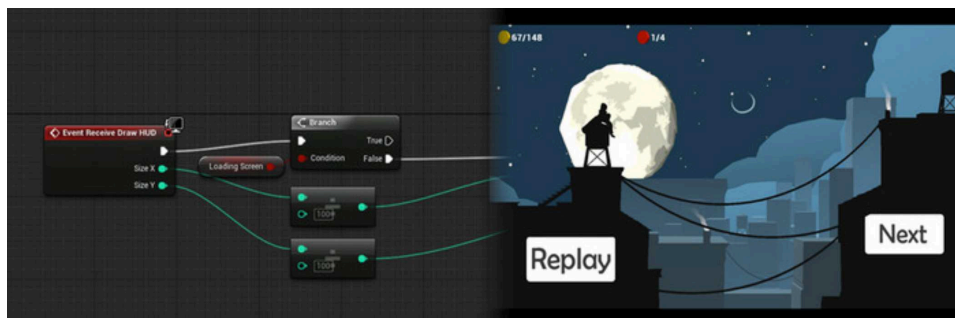 Event Receive Draw HUD
Size X
Size Y
Loading Screen
Branch
True
Condition
False
100
100
67/148
1/4
Replay
Next